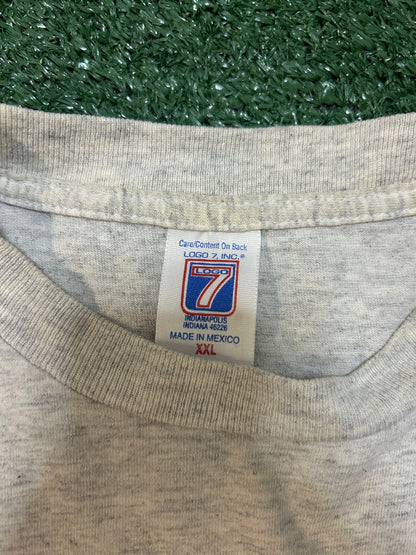 Care/Content On Back
LOGO 7, INC.®
LOGO
7
INDIANAPOLIS
INDIANA 46226
MADE IN MEXICO
XXL